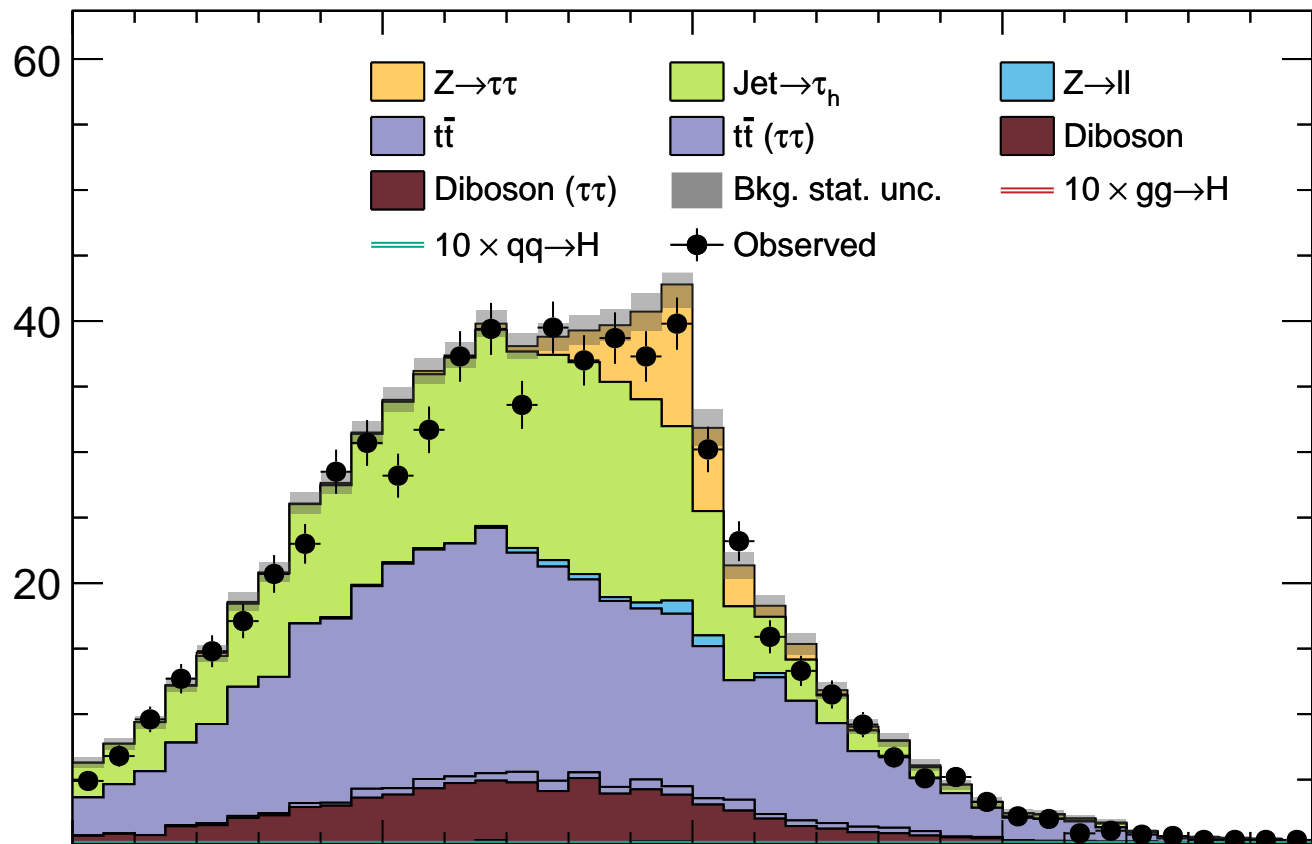 60
Z→ττ Jet→τh Z→ll
tt̄ tt̄ (ττ) Diboson
Diboson (ττ) Bkg. stat. unc. 10 × gg→H
10 × qq→H Observed
40
20